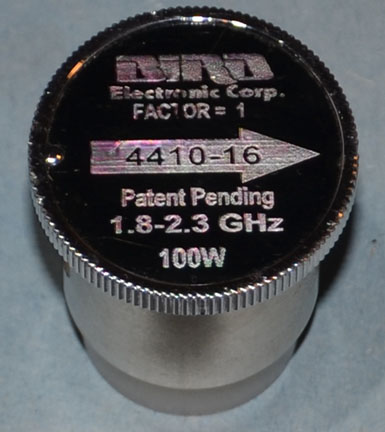 BIRD
Electronic Corp.
FACTOR = 1
4410-16
Patent Pending
1.8-2.3 GHz
100W